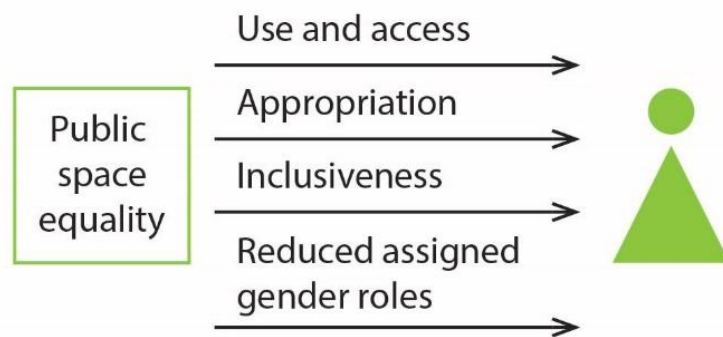 Use and access
Public
space
equality
Appropriation
Inclusiveness
Reduced assigned
gender roles